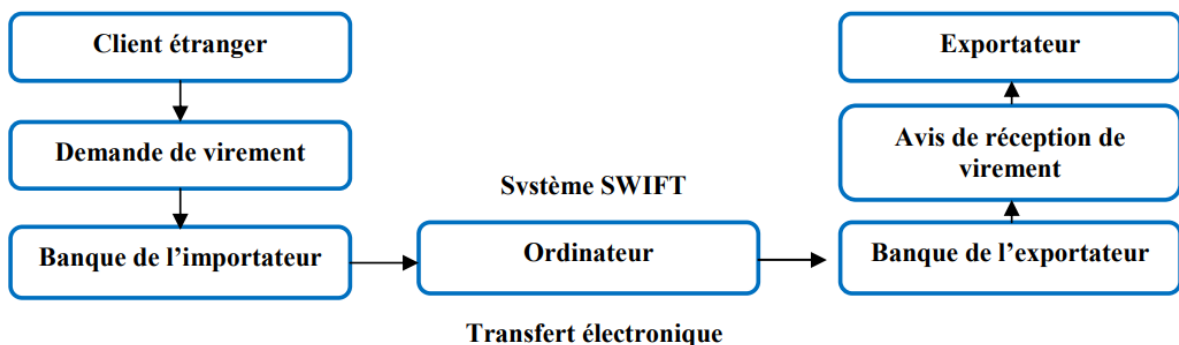 Client étranger
Exportateur
Demande de virement
Avis de réception de
virement
Système SWIFT
Banque de l’importateur
Ordinateur
Banque de l’exportateur
Transfert électronique